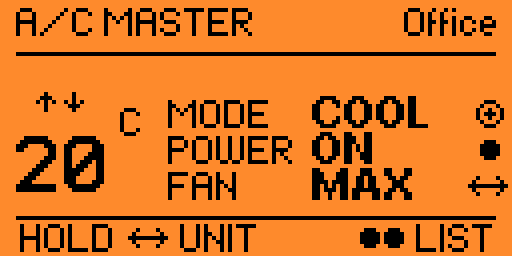 A/C MASTER Office
↑↓ C MODE COOL ⊕
20 POWER ON ●
FAN MAX ↔
HOLD ↔ UNIT ●● LIST